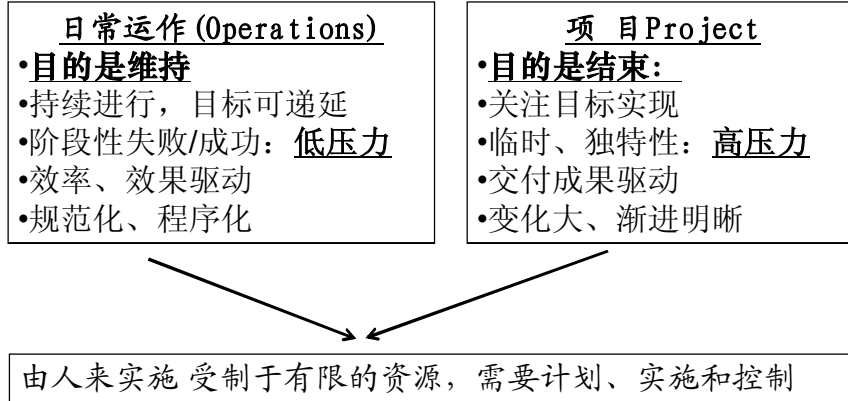 日常运作(Operations)
•目的是维持
•持续进行，目标可递延
•阶段性失败/成功：低压力
•效率、效果驱动
•规范化、程序化
项 目Project
•目的是结束：
•关注目标实现
•临时、独特性：高压力
•交付成果驱动
•变化大、渐进明晰
由人来实施 受制于有限的资源，需要计划、实施和控制